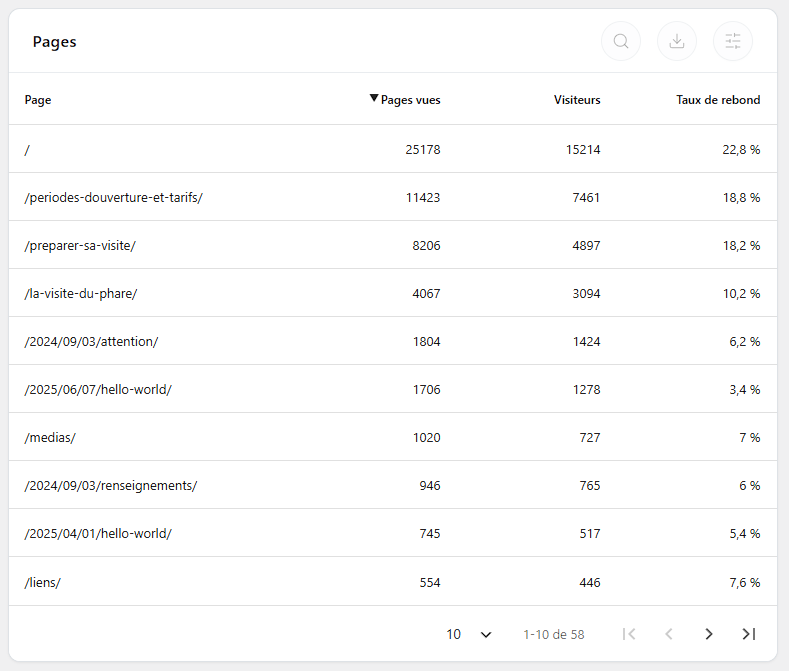 Pages
Page ▼Pages vues Visiteurs Taux de rebond
/ 25178 15214 22,8 %
/periodes-douverture-et-tarifs/ 11423 7461 18,8 %
/preparer-sa-visite/ 8206 4897 18,2 %
/la-visite-du-phare/ 4067 3094 10,2 %
/2024/09/03/attention/ 1804 1424 6,2 %
/2025/06/07/hello-world/ 1706 1278 3,4 %
/medias/ 1020 727 7 %
/2024/09/03/renseignements/ 946 765 6 %
/2025/04/01/hello-world/ 745 517 5,4 %
/liens/ 554 446 7,6 %
10 1-10 de 58